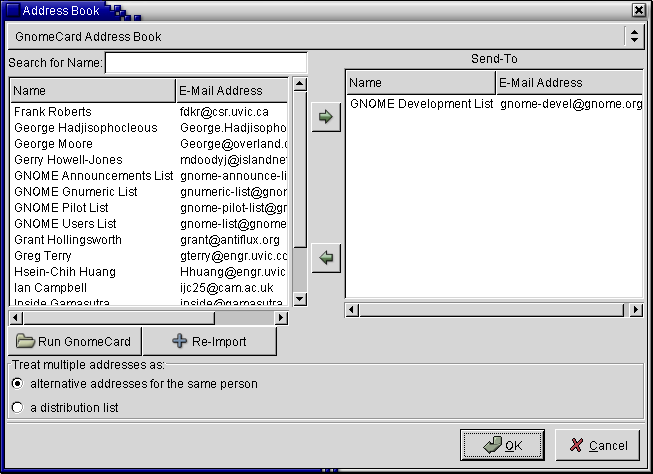 Address Book
GnomeCard Address Book
Search for Name:
Send-To
Name E-Mail Address
Frank Roberts fdkr@csr.uvic.ca
George Hadjisophocleous George.Hadjisopho
George Moore George@overland.c
Gerry Howell-Jones mdoodyj@islandne
GNOME Announcements List gnome-announce-li
GNOME Gnumeric List gnumeric-list@gnor
GNOME Pilot List gnome-pilot-list@gr
GNOME Users List gnome-list@gnome
Grant Hollingsworth grant@antiflux.org
Greg Terry gterry@engr.uvic.cc
Hsein-Chih Huang Hhuang@engr.uvic
Ian Campbell ijc25@cam.ac.uk
Inside Gamasutra inside@gamasutra
Name E-Mail Address
GNOME Development List gnome-devel@gnome.org
Run GnomeCard Re-Import
Treat multiple addresses as:
alternative addresses for the same person
a distribution list
OK Cancel